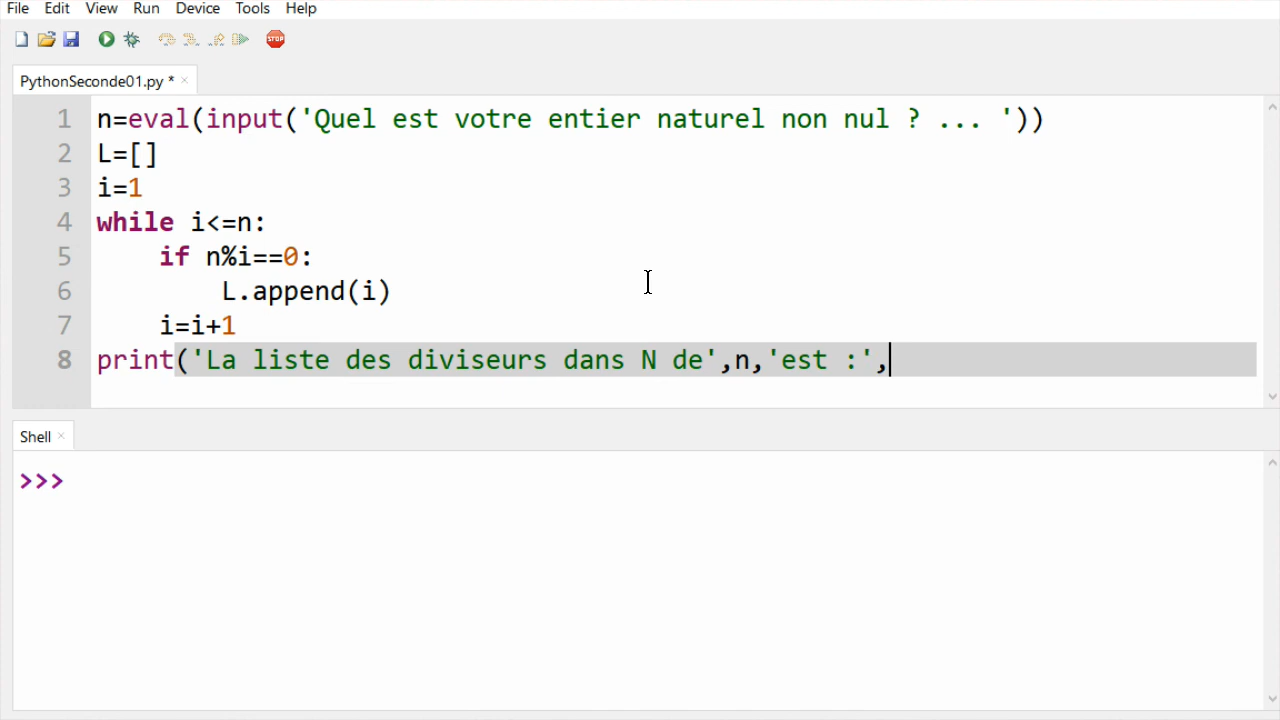 File Edit View Run Device Tools Help
STOP
PythonSeconde01.py * ×
1 n=eval(input('Quel est votre entier naturel non nul ? ... '))
2 L=[]
3 i=1
4 while i<=n:
5     if n%i==0:
6         L.append(i)
7     i=i+1
8 print('La liste des diviseurs dans N de',n,'est :',
Shell ×
>>>